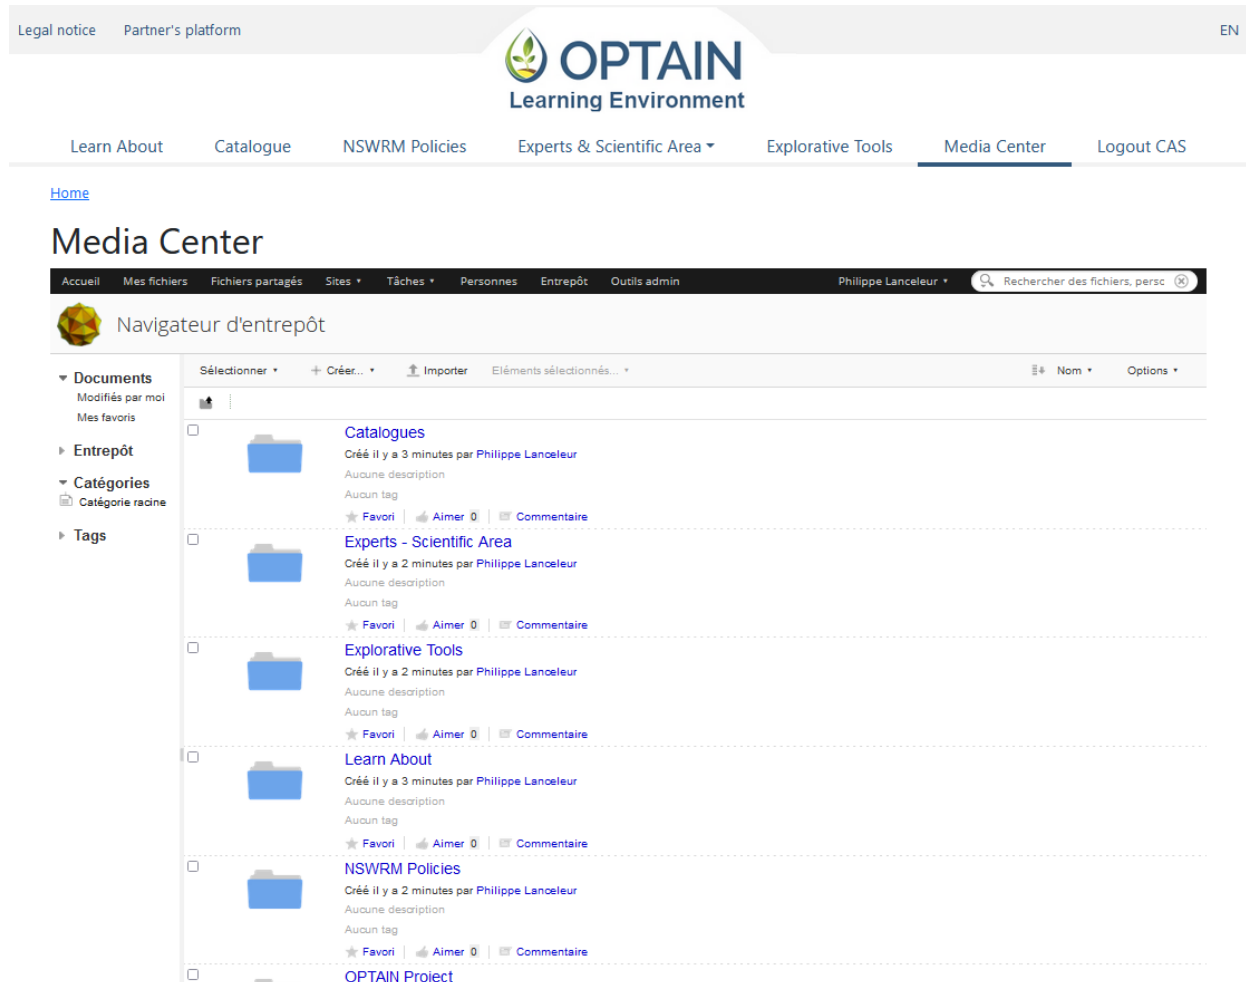 Legal notice Partner's platform EN
OPTAIN
Learning Environment
Learn About Catalogue NSWRM Policies Experts & Scientific Area Explorative Tools Media Center Logout CAS
Home
Media Center
Accueil Mes fichiers Fichiers partagés Sites Tâches Personnes Entrepôt Outils admin Philippe Lanceleur Rechercher des fichiers, persc
Navigateur d'entrepôt
Documents
Modifiés par moi
Mes favoris
Entrepôt
Catégories
Catégorie racine
Tags
Sélectionner + Créer... Importer Eléments sélectionnés... Nom Options
Catalogues
Créé il y a 3 minutes par Philippe Lanceleur
Aucune description
Aucun tag
Favori Aimer 0 Commentaire
Experts - Scientific Area
Créé il y a 2 minutes par Philippe Lanceleur
Aucune description
Aucun tag
Favori Aimer 0 Commentaire
Explorative Tools
Créé il y a 2 minutes par Philippe Lanceleur
Aucune description
Aucun tag
Favori Aimer 0 Commentaire
Learn About
Créé il y a 3 minutes par Philippe Lanceleur
Aucune description
Aucun tag
Favori Aimer 0 Commentaire
NSWRM Policies
Créé il y a 2 minutes par Philippe Lanceleur
Aucune description
Aucun tag
Favori Aimer 0 Commentaire
OPTAIN Project